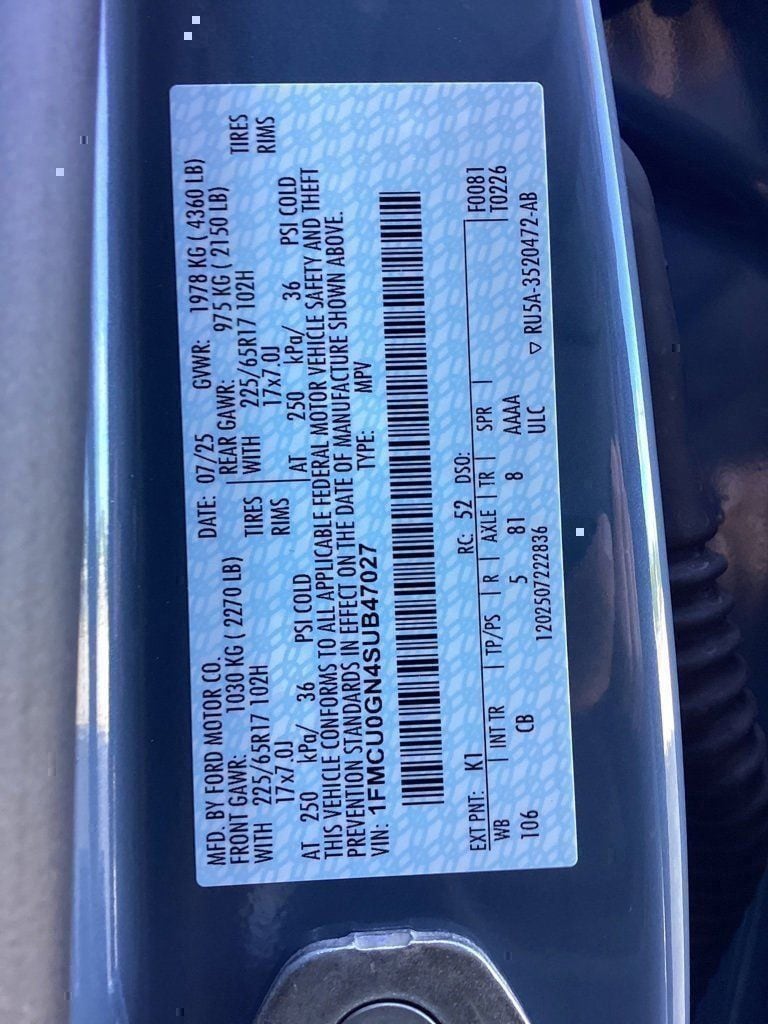 MFD. BY FORD MOTOR CO. DATE: 07/25 GVWR: 1978 KG ( 4360 LB)
FRONT GAWR: 1030 KG ( 2270 LB) REAR GAWR: 975 KG ( 2150 LB)
WITH 225/65R17 102H TIRES WITH 225/65R17 102H TIRES
17x7.0J RIMS 17x7.0J RIMS
AT 250 kPa/ 36 PSI COLD AT 250 kPa/ 36 PSI COLD
THIS VEHICLE CONFORMS TO ALL APPLICABLE FEDERAL MOTOR VEHICLE SAFETY AND THEFT
PREVENTION STANDARDS IN EFFECT ON THE DATE OF MANUFACTURE SHOWN ABOVE.
VIN: 1FMCU0GN4SUB47027 TYPE: MPV
EXT PNT: K1 RC: 52 DSO: F0081
WB INT TR TP/PS R AXLE TR SPR T0226
106 CB 5 81 8 AAAA
1202507222836 ULC ▽ RU5A-3520472-AB